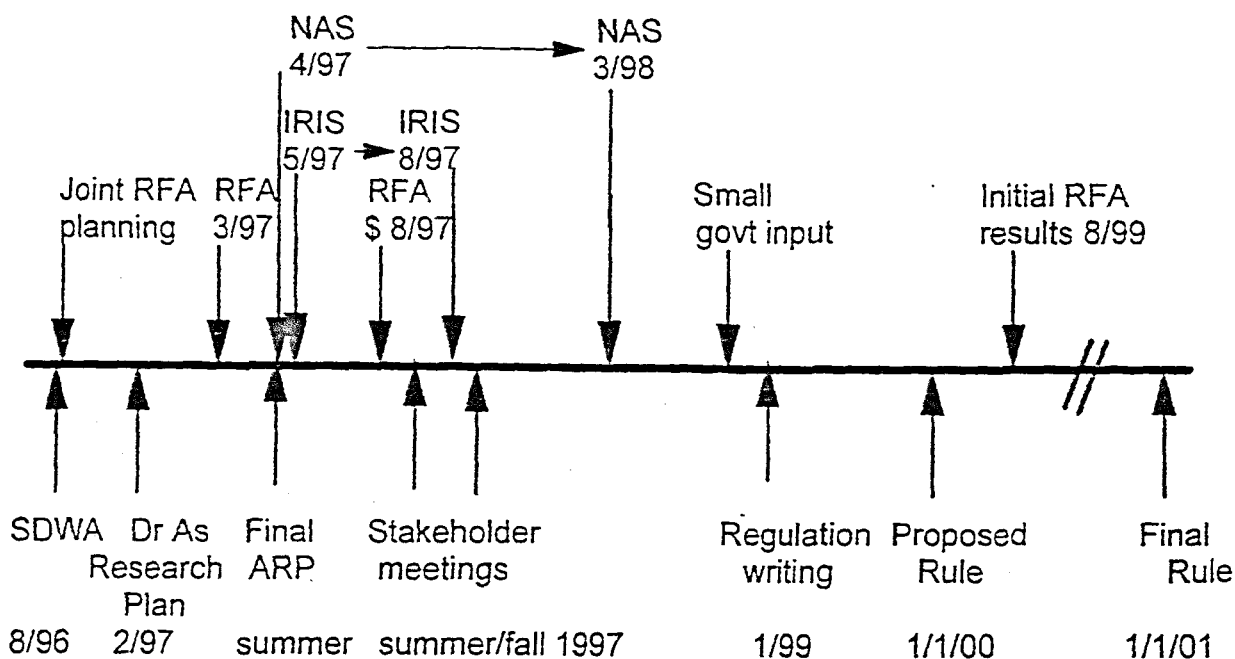 NAS
4/97
NAS
3/98
IRIS
5/97
IRIS
8/97
Joint RFA
planning
RFA
3/97
RFA
$ 8/97
Small
govt input
Initial RFA
results 8/99
SDWA
8/96
Dr As
Research
Plan
2/97
Final
ARP
summer
Stakeholder
meetings
summer/fall 1997
Regulation
writing
1/99
Proposed
Rule
1/1/00
Final
Rule
1/1/01